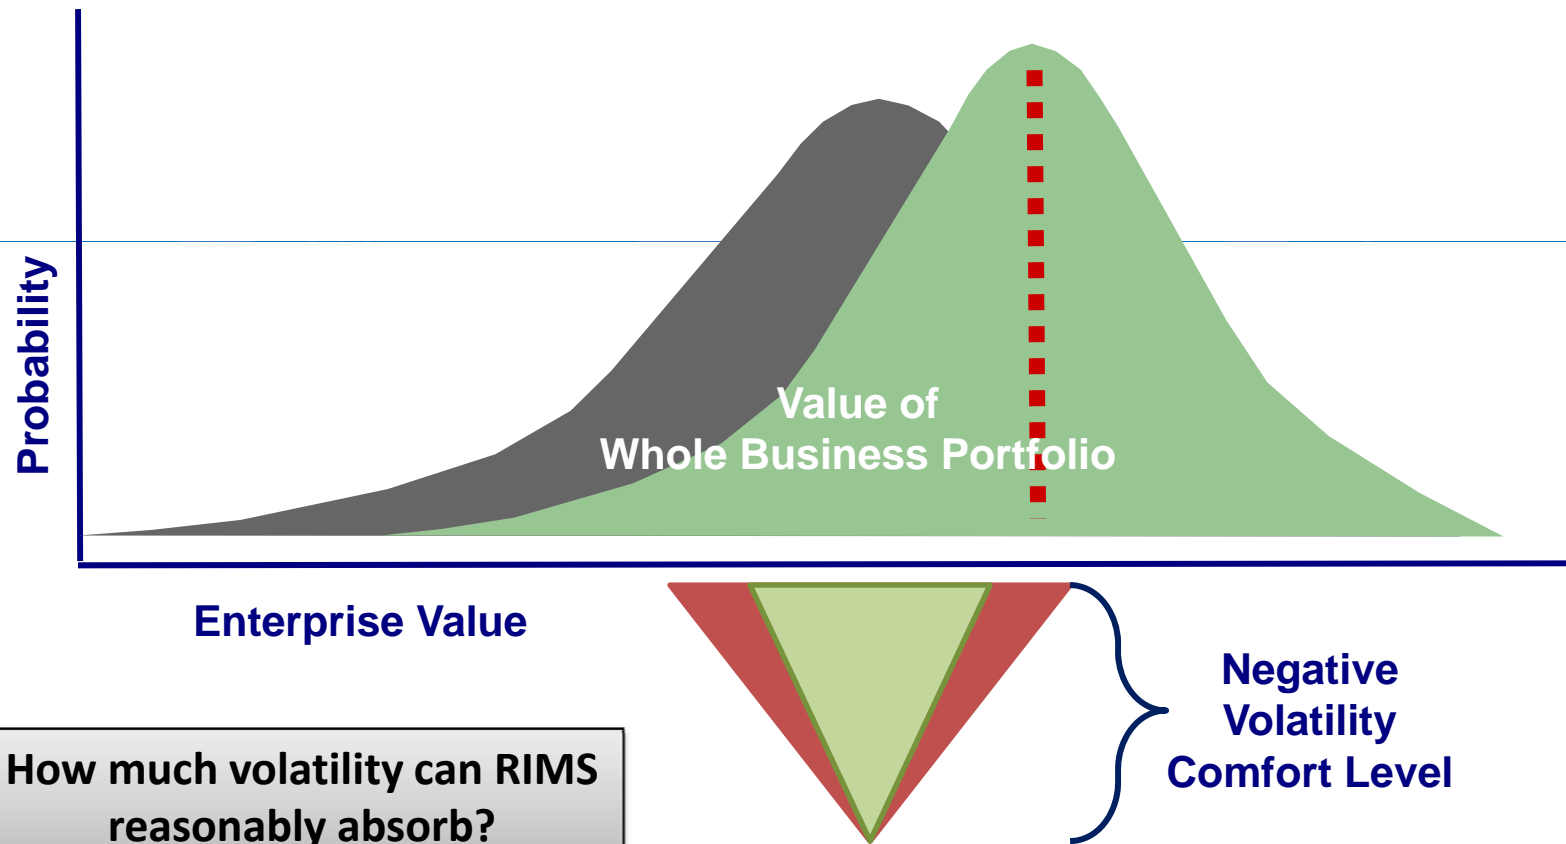 Probability
Value of
Whole Business Portfolio
Enterprise Value
Negative
Volatility
Comfort Level
How much volatility can RIMS
reasonably absorb?